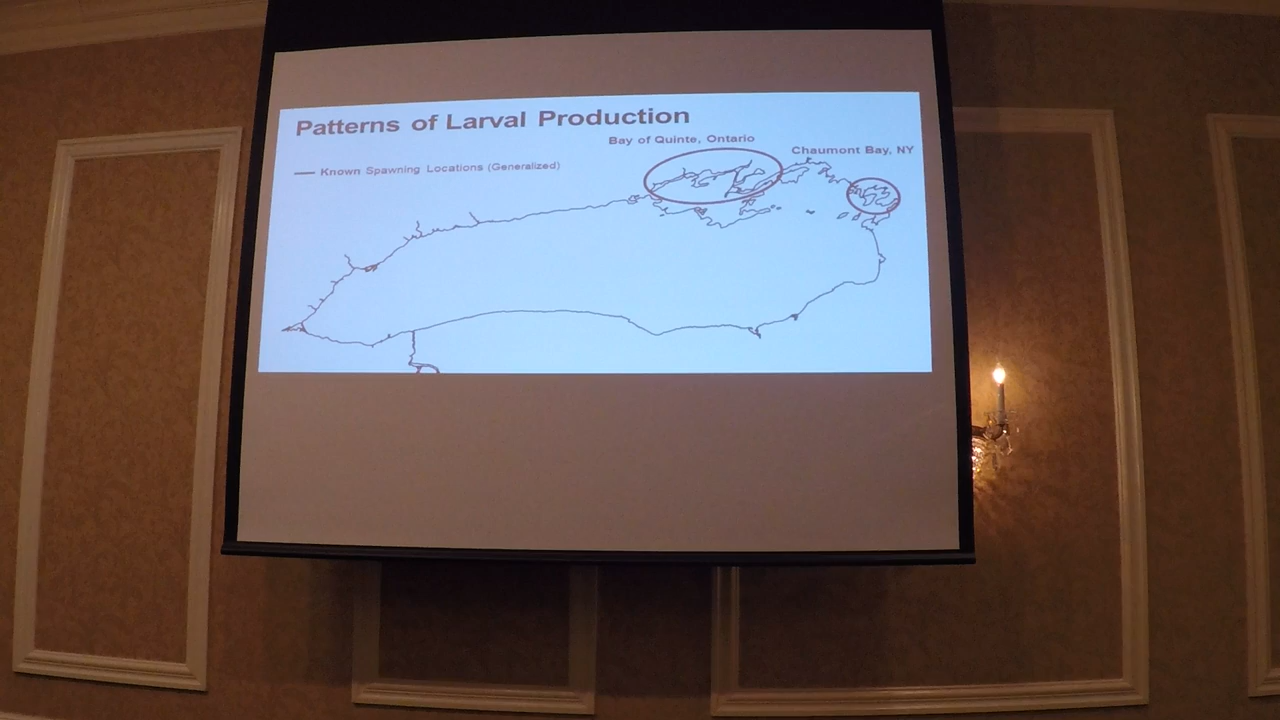 Patterns of Larval Production
Bay of Quinte, Ontario
Chaumont Bay, NY
Known Spawning Locations (Generalized)